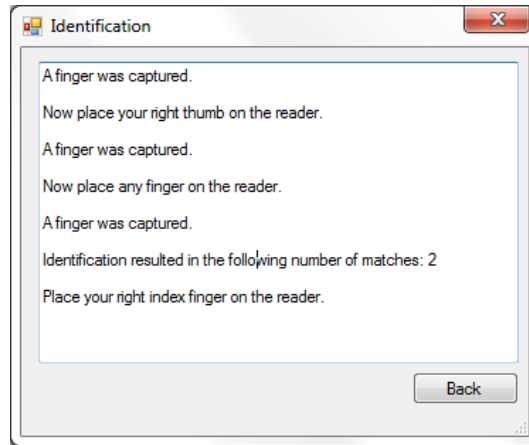 Identification
A finger was captured.
Now place your right thumb on the reader.
A finger was captured.
Now place any finger on the reader.
A finger was captured.
Identification resulted in the following number of matches: 2
Place your right index finger on the reader.
Back